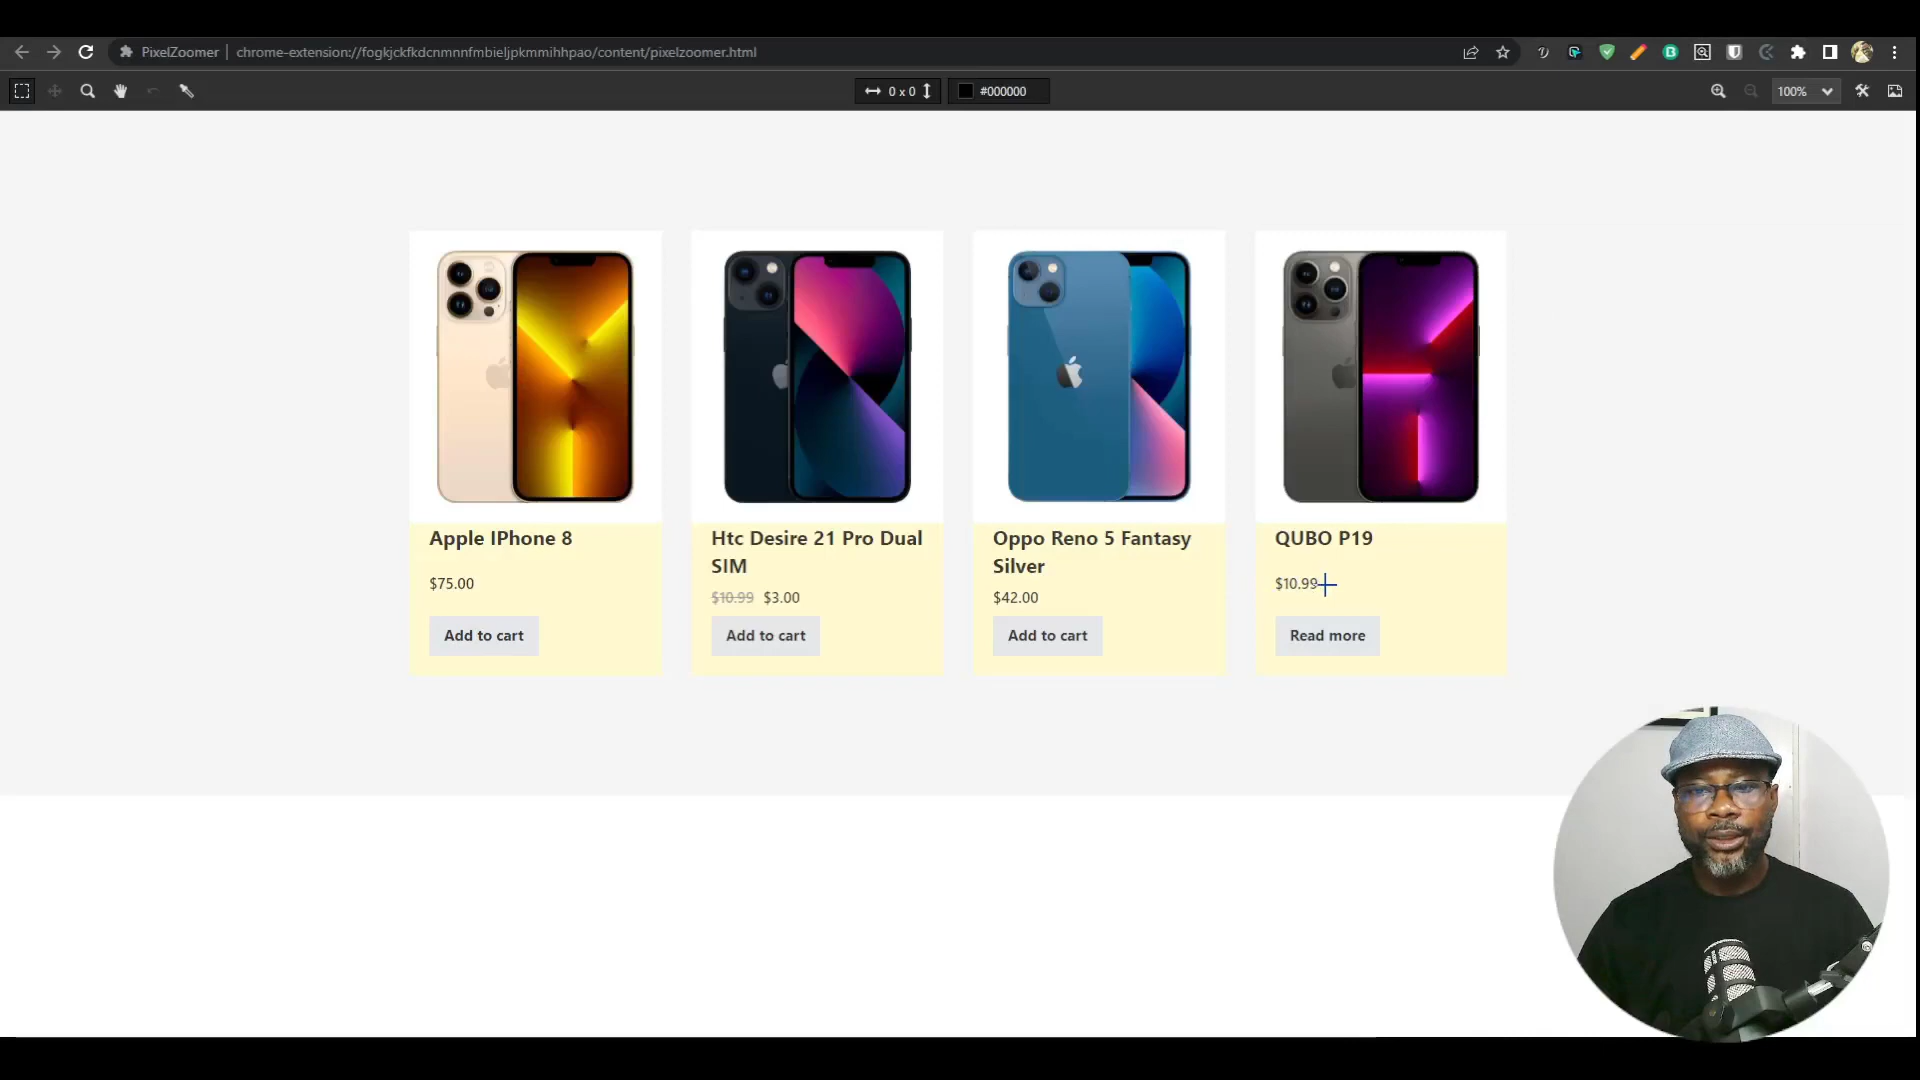 PixelZoomer
chrome-extension://fogkjckfkdcnmnnfmbieljpkmmihhpao/content/pixelzoomer.html
0 x 0
#000000
100%
Apple IPhone 8
$75.00
Add to cart
Htc Desire 21 Pro Dual
SIM
$10.99 $3.00
Add to cart
Oppo Reno 5 Fantasy
Silver
$42.00
Add to cart
QUBO P19
$10.99
Read more